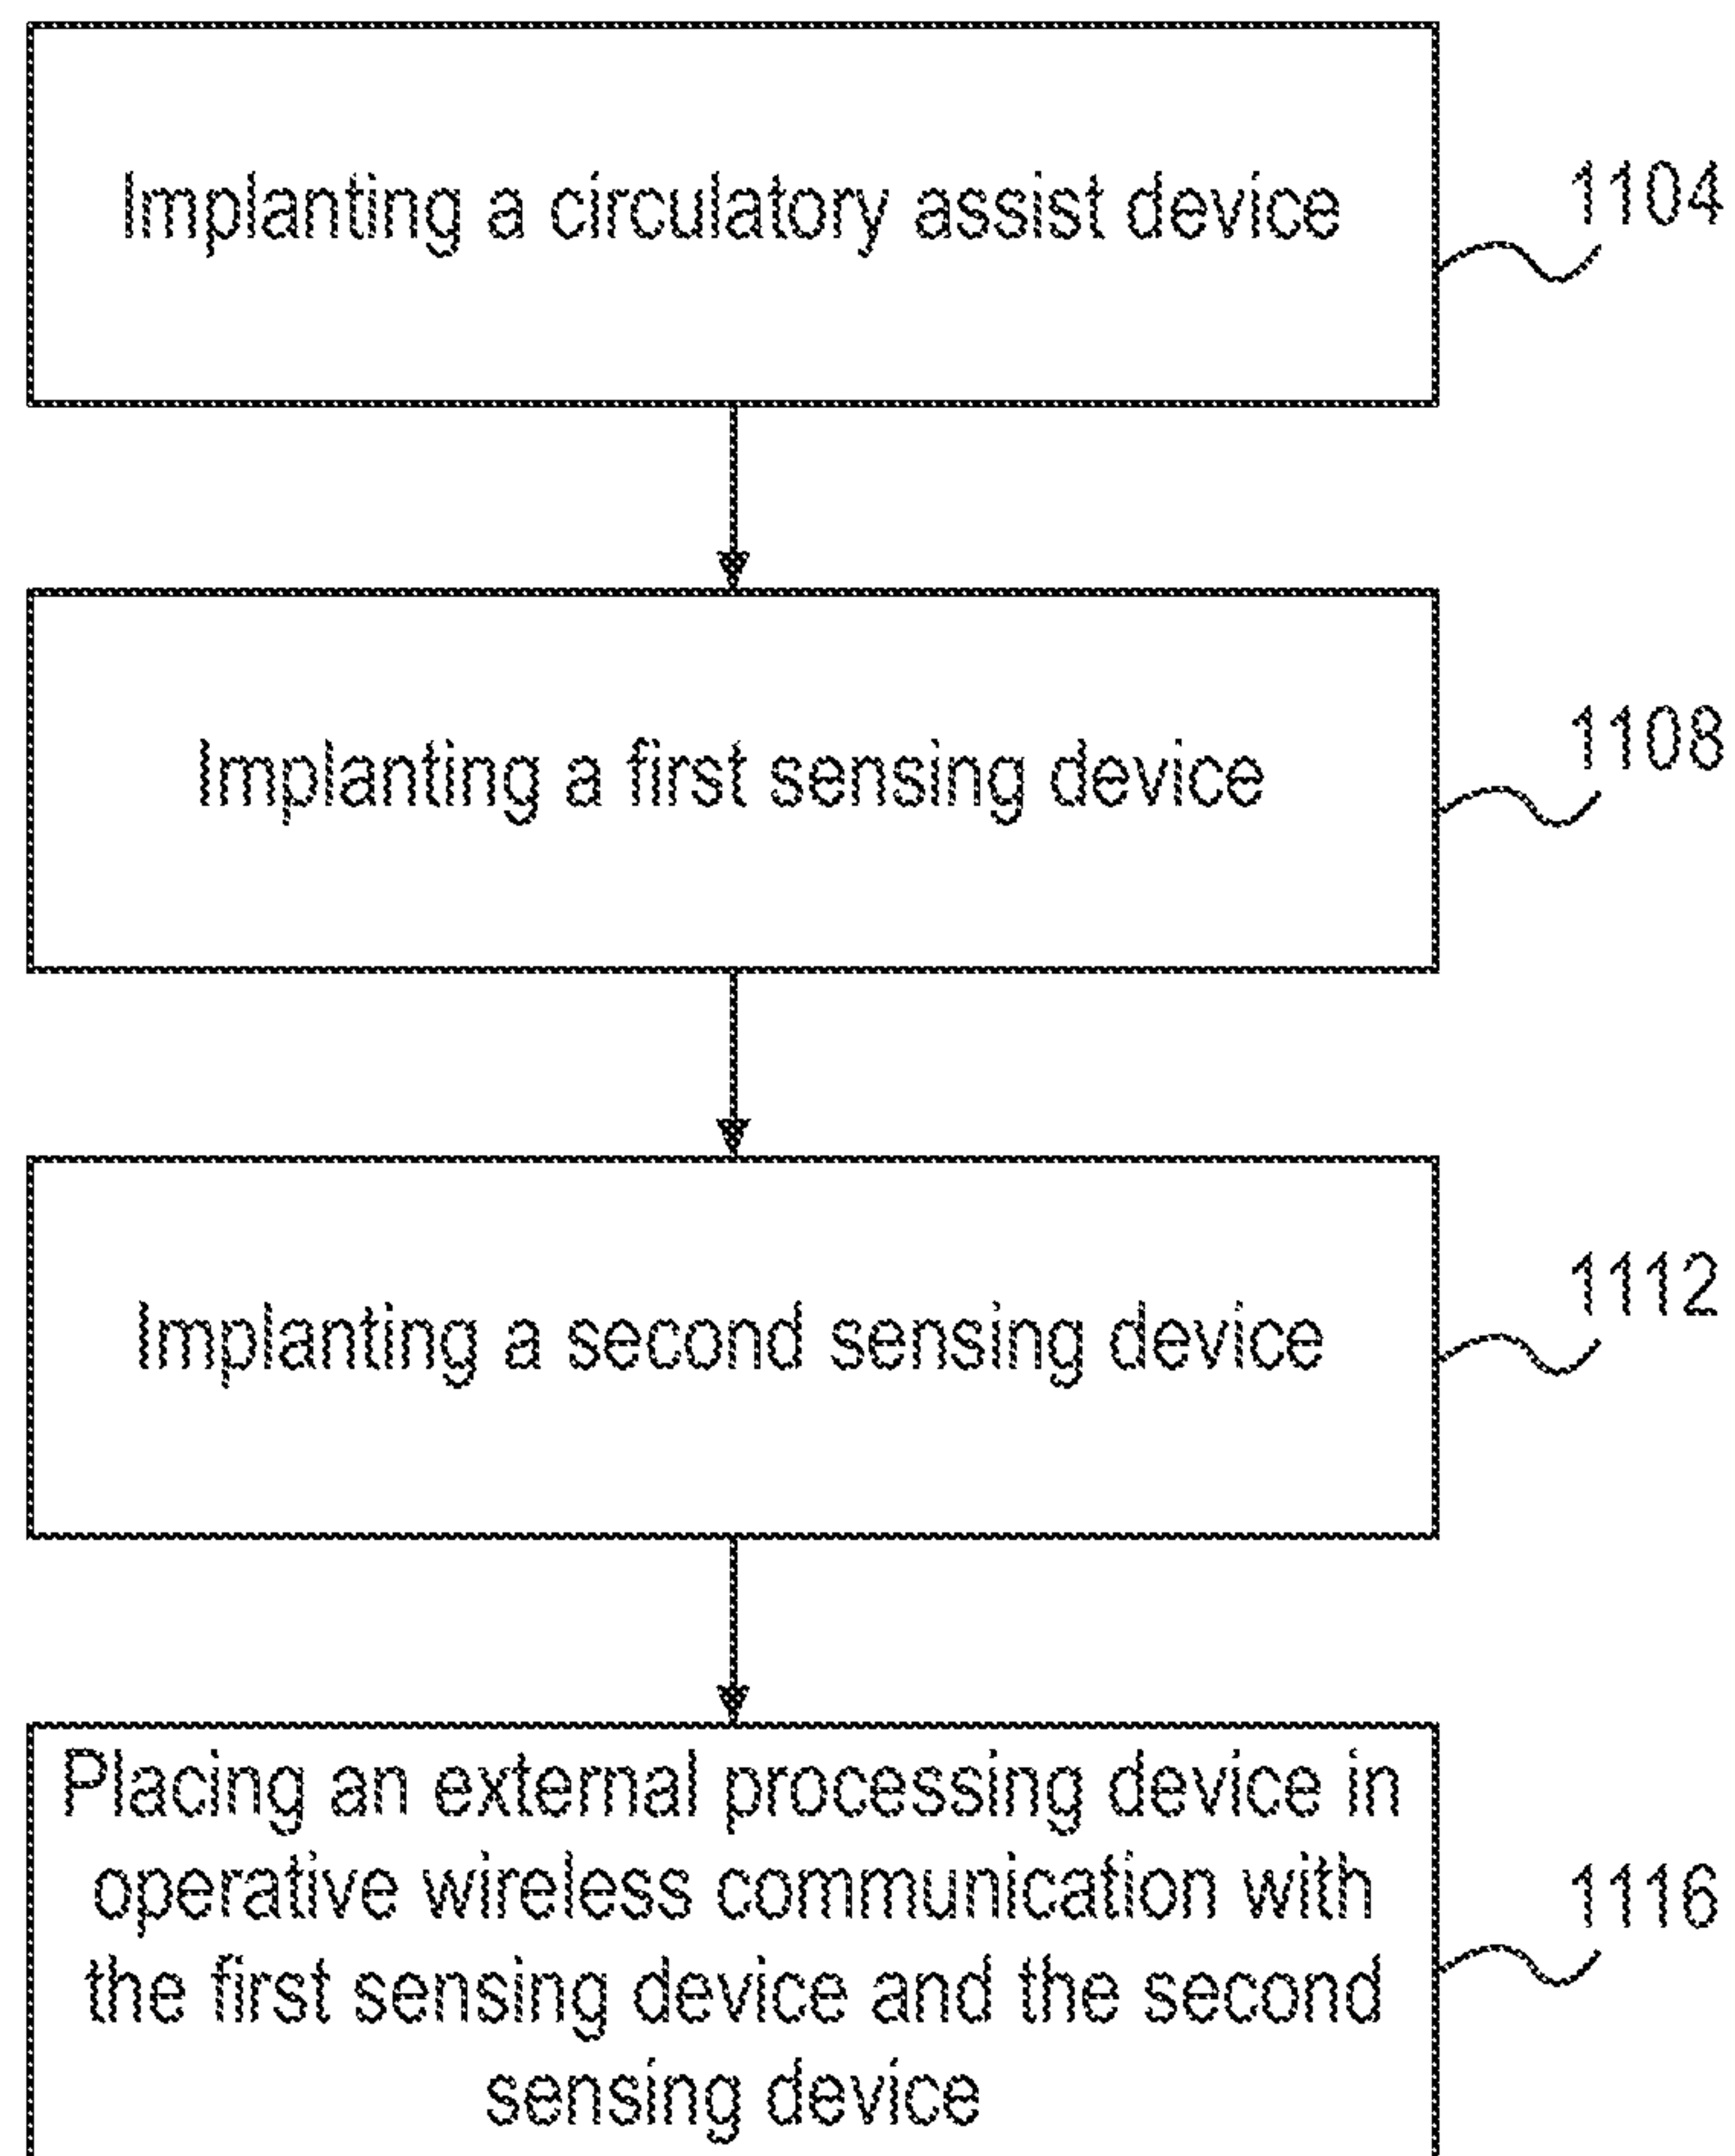 Implanting a circulatory assist device
1104
Implanting a first sensing device
1108
Implanting a second sensing device
1112
Placing an external processing device in
operative wireless communication with
the first sensing device and the second
sensing device
1116